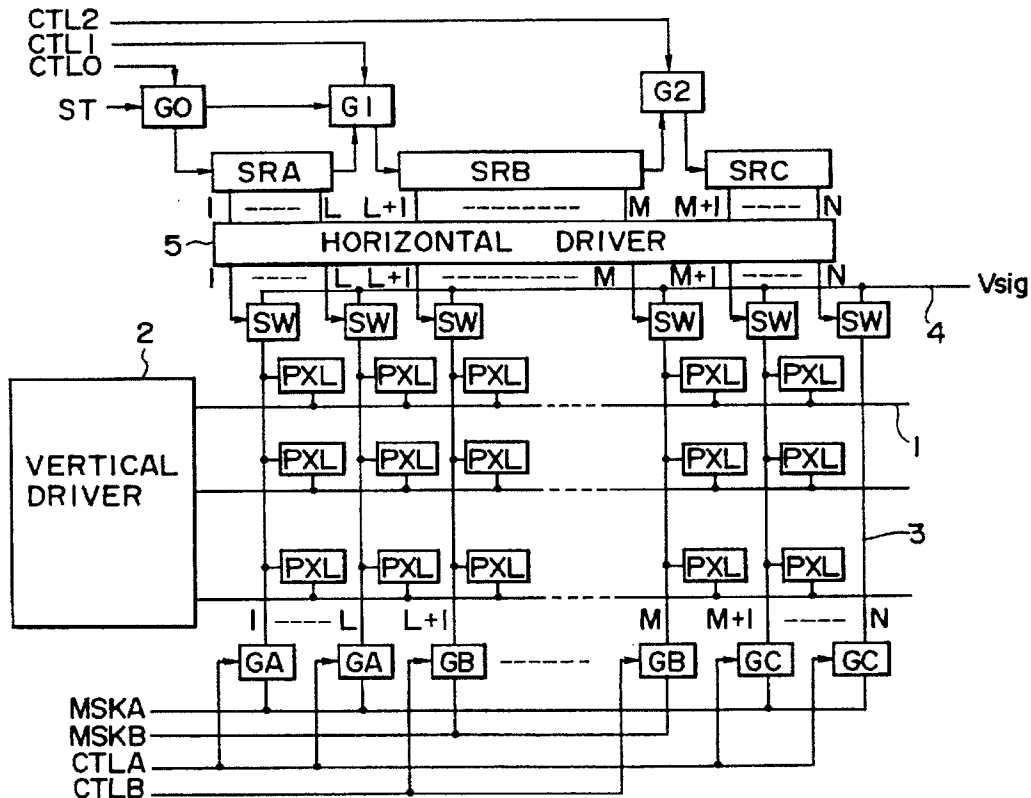 CTL2
CTL1
CTL0
ST
G0
G1
G2
SRA
SRB
SRC
1 ---- L L+1 -------- M M+1 ---- N
5
HORIZONTAL DRIVER
1 ---- L L+1 -------- M M+1 ---- N
Vsig
4
SW SW SW SW SW SW
2
PXL PXL PXL PXL PXL
1
VERTICAL
DRIVER
PXL PXL PXL PXL PXL
3
PXL PXL PXL PXL PXL
1 ---- L L+1 M M+1 ---- N
GA GA GB ------ GB GC GC
MSKA
MSKB
CTLA
CTLB